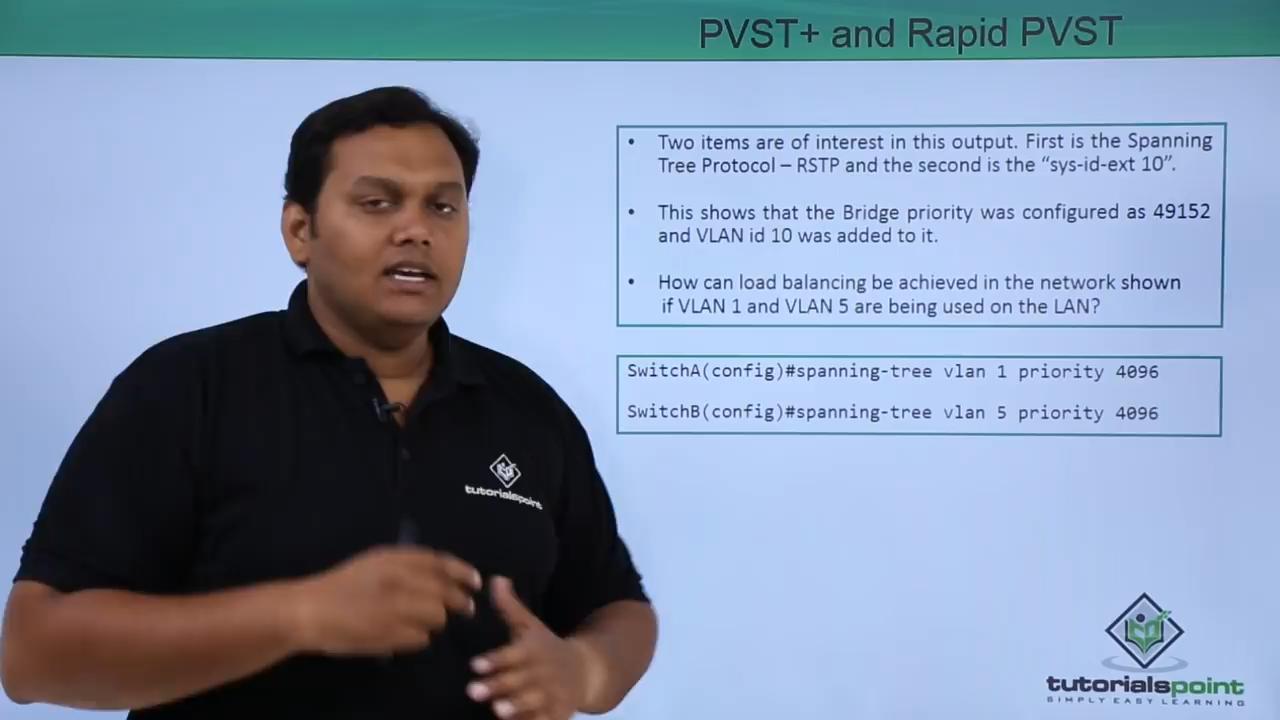 PVST+ and Rapid PVST
• Two items are of interest in this output. First is the Spanning
Tree Protocol – RSTP and the second is the “sys-id-ext 10”.
• This shows that the Bridge priority was configured as 49152
and VLAN id 10 was added to it.
• How can load balancing be achieved in the network shown
if VLAN 1 and VLAN 5 are being used on the LAN?
SwitchA(config)#spanning-tree vlan 1 priority 4096
SwitchB(config)#spanning-tree vlan 5 priority 4096
tutorialspoint
tutorialspoint
SIMPLY EASY LEARNING